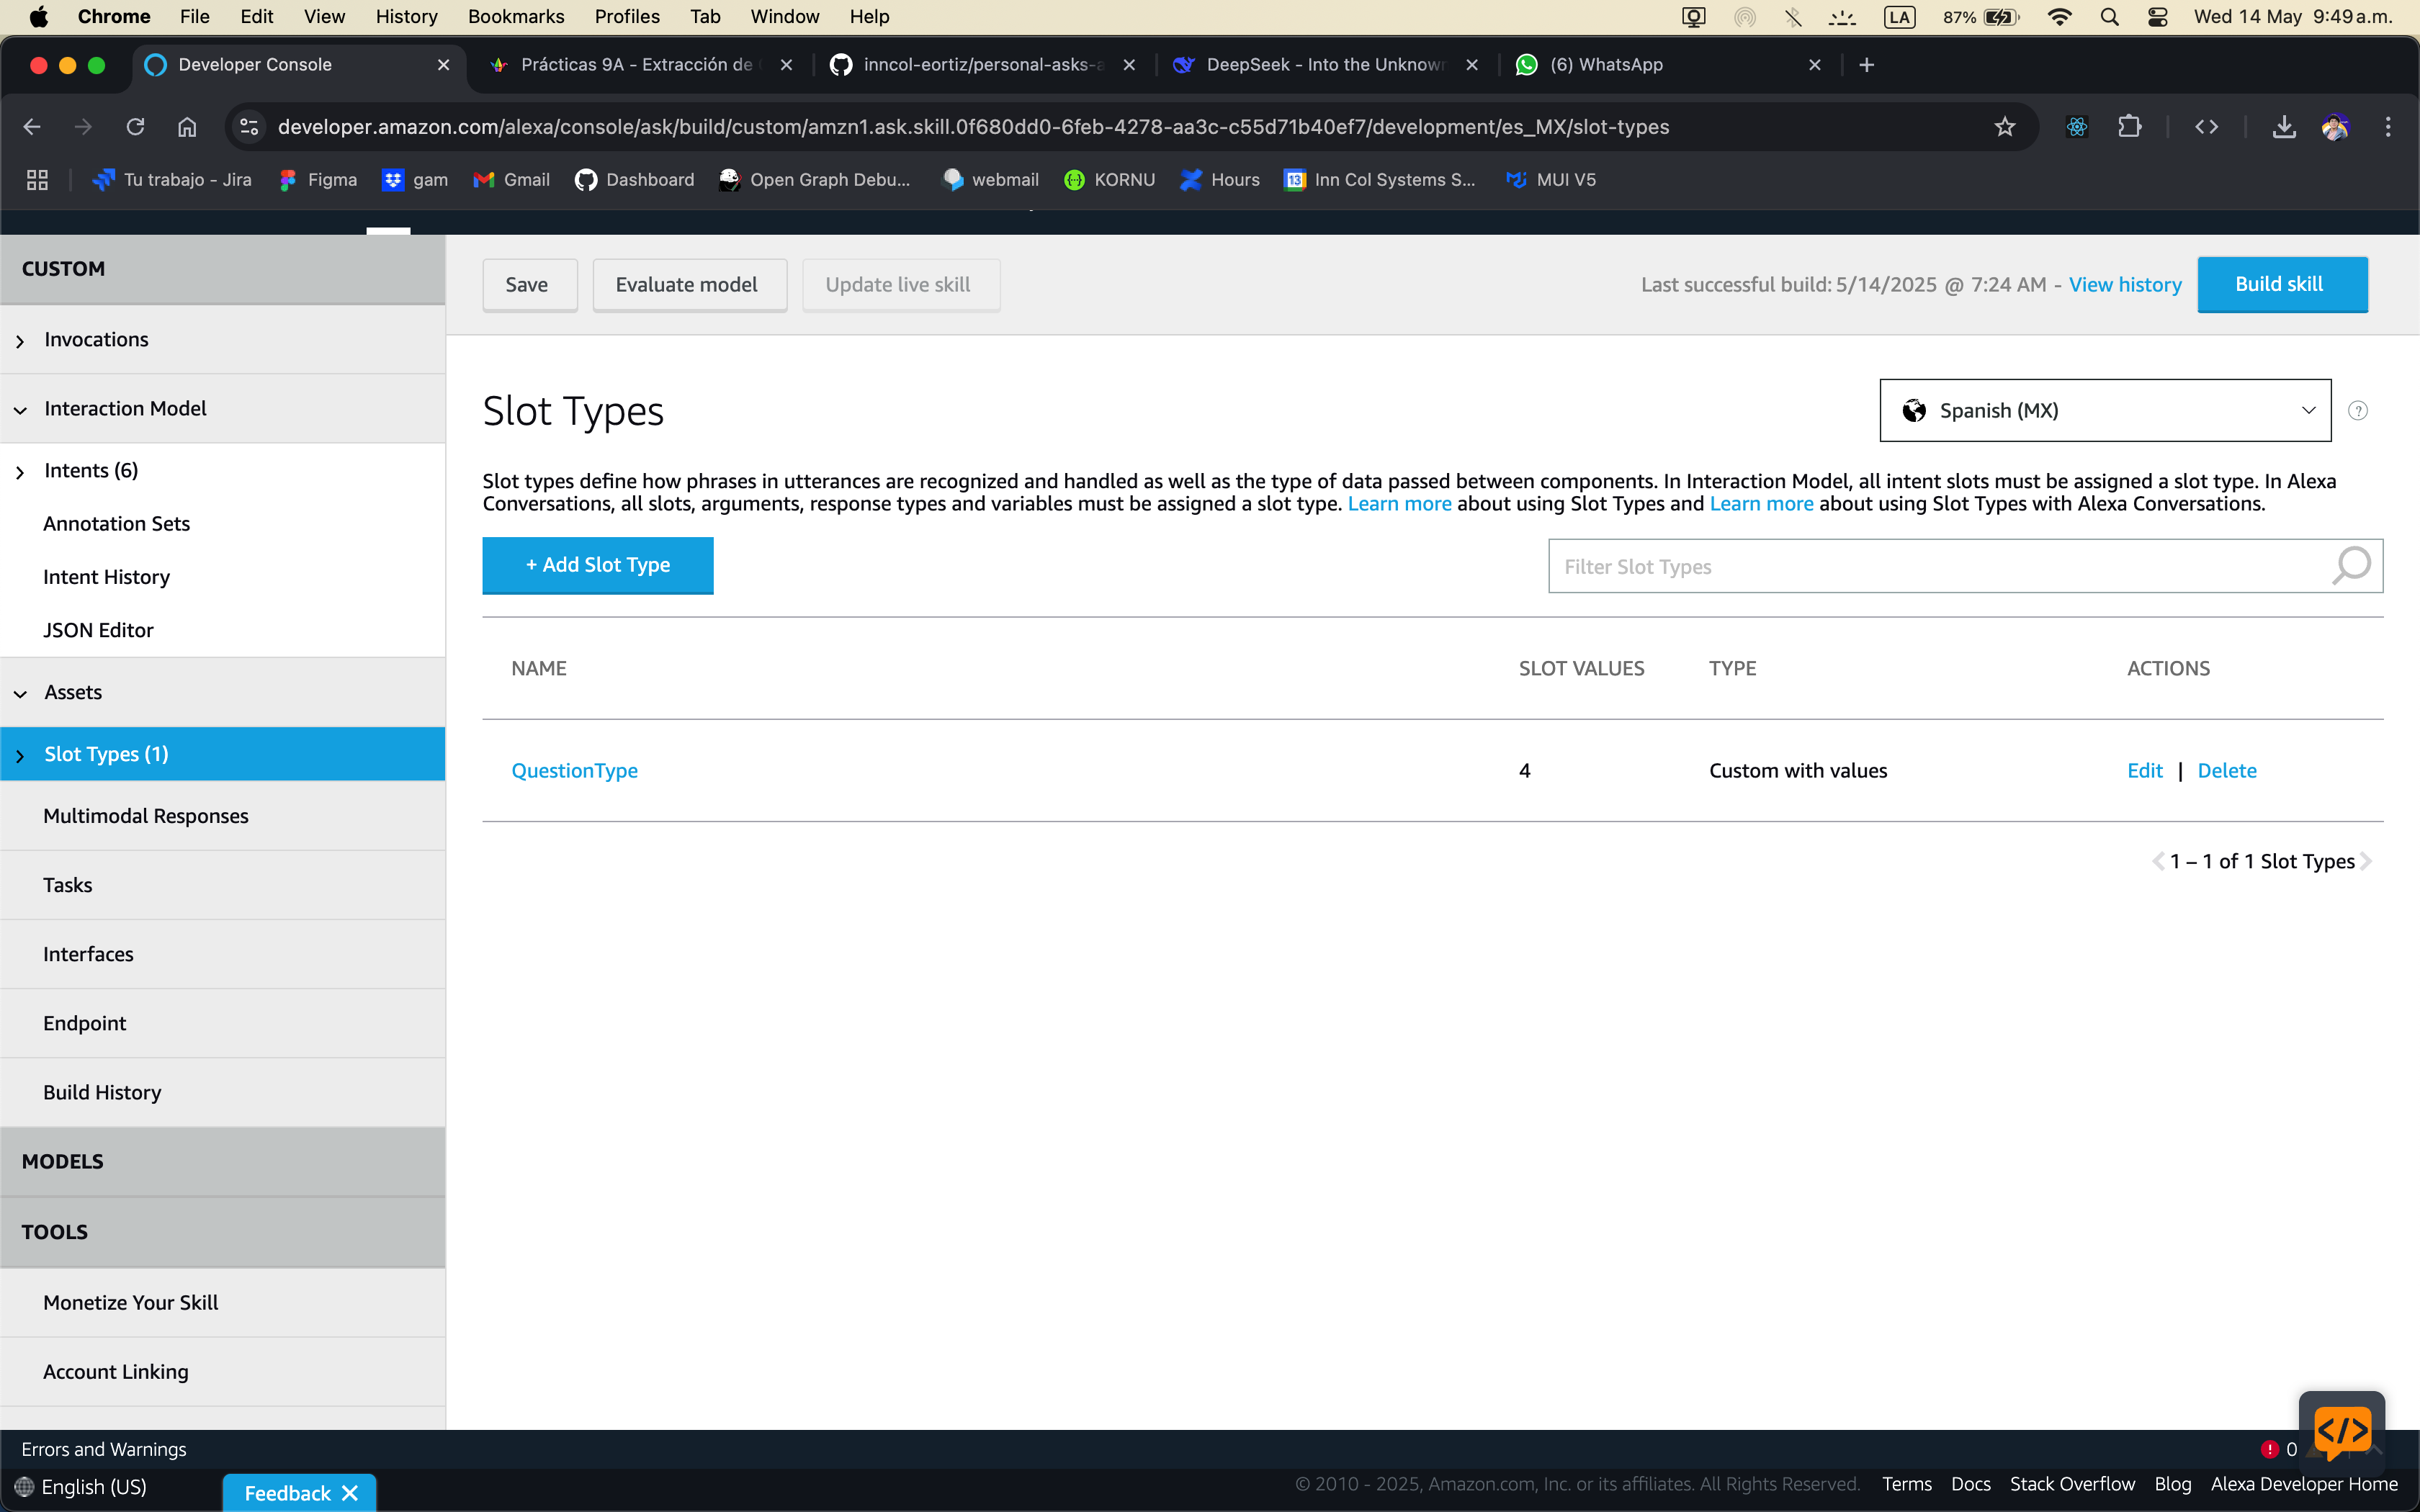 Chrome File Edit View History Bookmarks Profiles Tab Window Help LA 87% Wed 14 May 9:49 a.m.
Developer Console Prácticas 9A - Extracción de inncol-eortiz/personal-asks-a DeepSeek - Into the Unknown (6) WhatsApp
developer.amazon.com/alexa/console/ask/build/custom/amzn1.ask.skill.0f680dd0-6feb-4278-aa3c-c55d71b40ef7/development/es_MX/slot-types
Tu trabajo - Jira Figma gam Gmail Dashboard Open Graph Debu... webmail KORNU Hours 13 Inn Col Systems S... MUI V5
CUSTOM
Save Evaluate model Update live skill Last successful build: 5/14/2025 @ 7:24 AM - View history Build skill
Invocations
Interaction Model
Intents (6)
Annotation Sets
Intent History
JSON Editor
Assets
Slot Types (1)
Multimodal Responses
Tasks
Interfaces
Endpoint
Build History
MODELS
TOOLS
Monetize Your Skill
Account Linking
Slot Types
Spanish (MX)
?
Slot types define how phrases in utterances are recognized and handled as well as the type of data passed between components. In Interaction Model, all intent slots must be assigned a slot type. In Alexa
Conversations, all slots, arguments, response types and variables must be assigned a slot type. Learn more about using Slot Types and Learn more about using Slot Types with Alexa Conversations.
+ Add Slot Type
Filter Slot Types
NAME SLOT VALUES TYPE ACTIONS
QuestionType 4 Custom with values Edit | Delete
1 – 1 of 1 Slot Types
Errors and Warnings
! 0
</>
English (US)
Feedback
© 2010 - 2025, Amazon.com, Inc. or its affiliates. All Rights Reserved. Terms Docs Stack Overflow Blog Alexa Developer Home